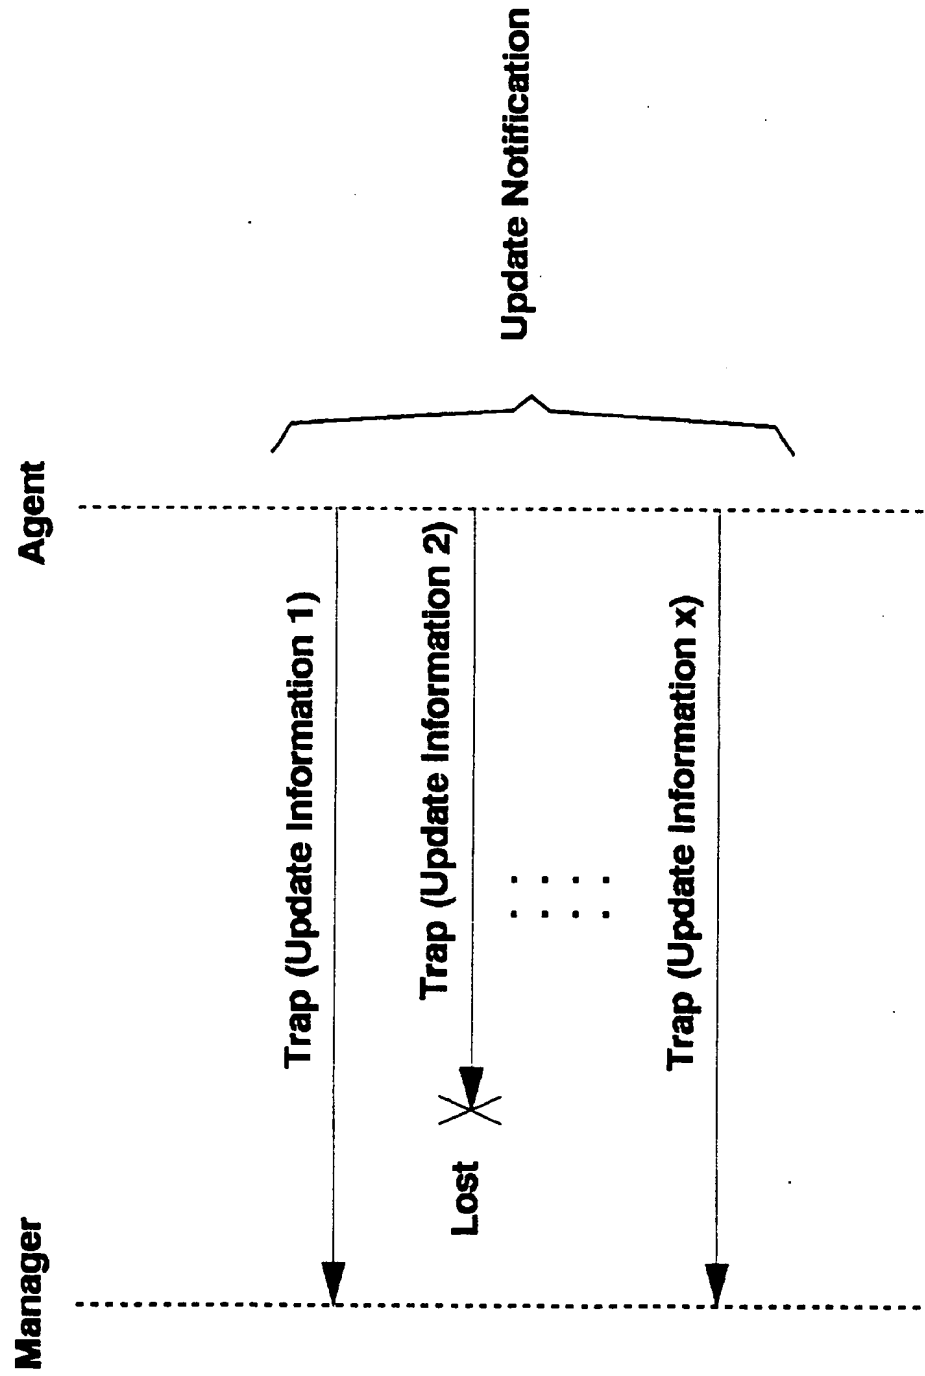 Manager
Agent
Trap (Update Information 1)
Trap (Update Information 2)
Lost
Trap (Update Information x)
Update Notification